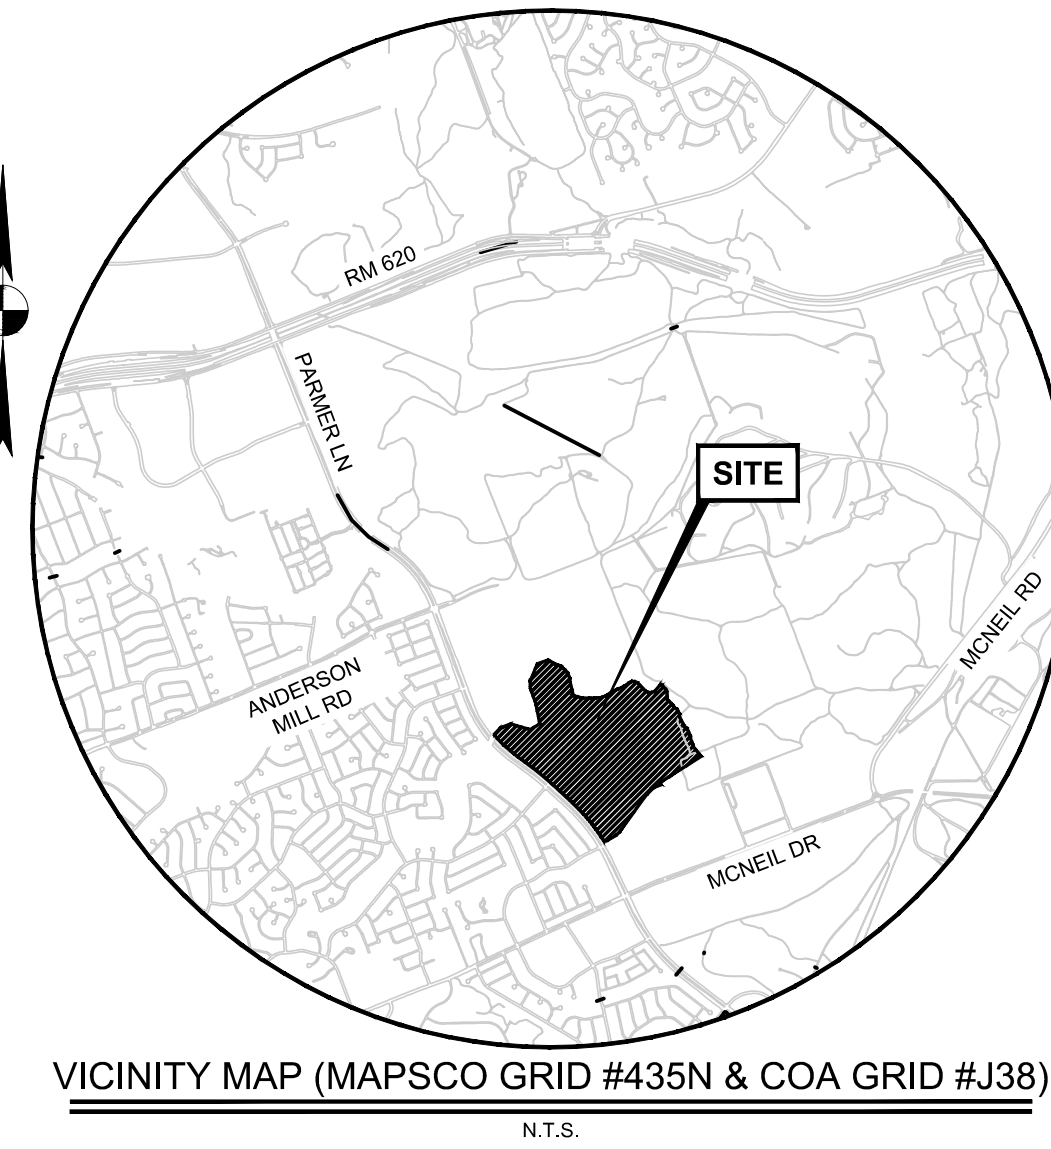 RM 620
PARMER LN
SITE
MCNEIL RD
ANDERSON
MILL RD
MCNEIL DR
VICINITY MAP (MAPSCO GRID #435N & COA GRID #J38)
N.T.S.